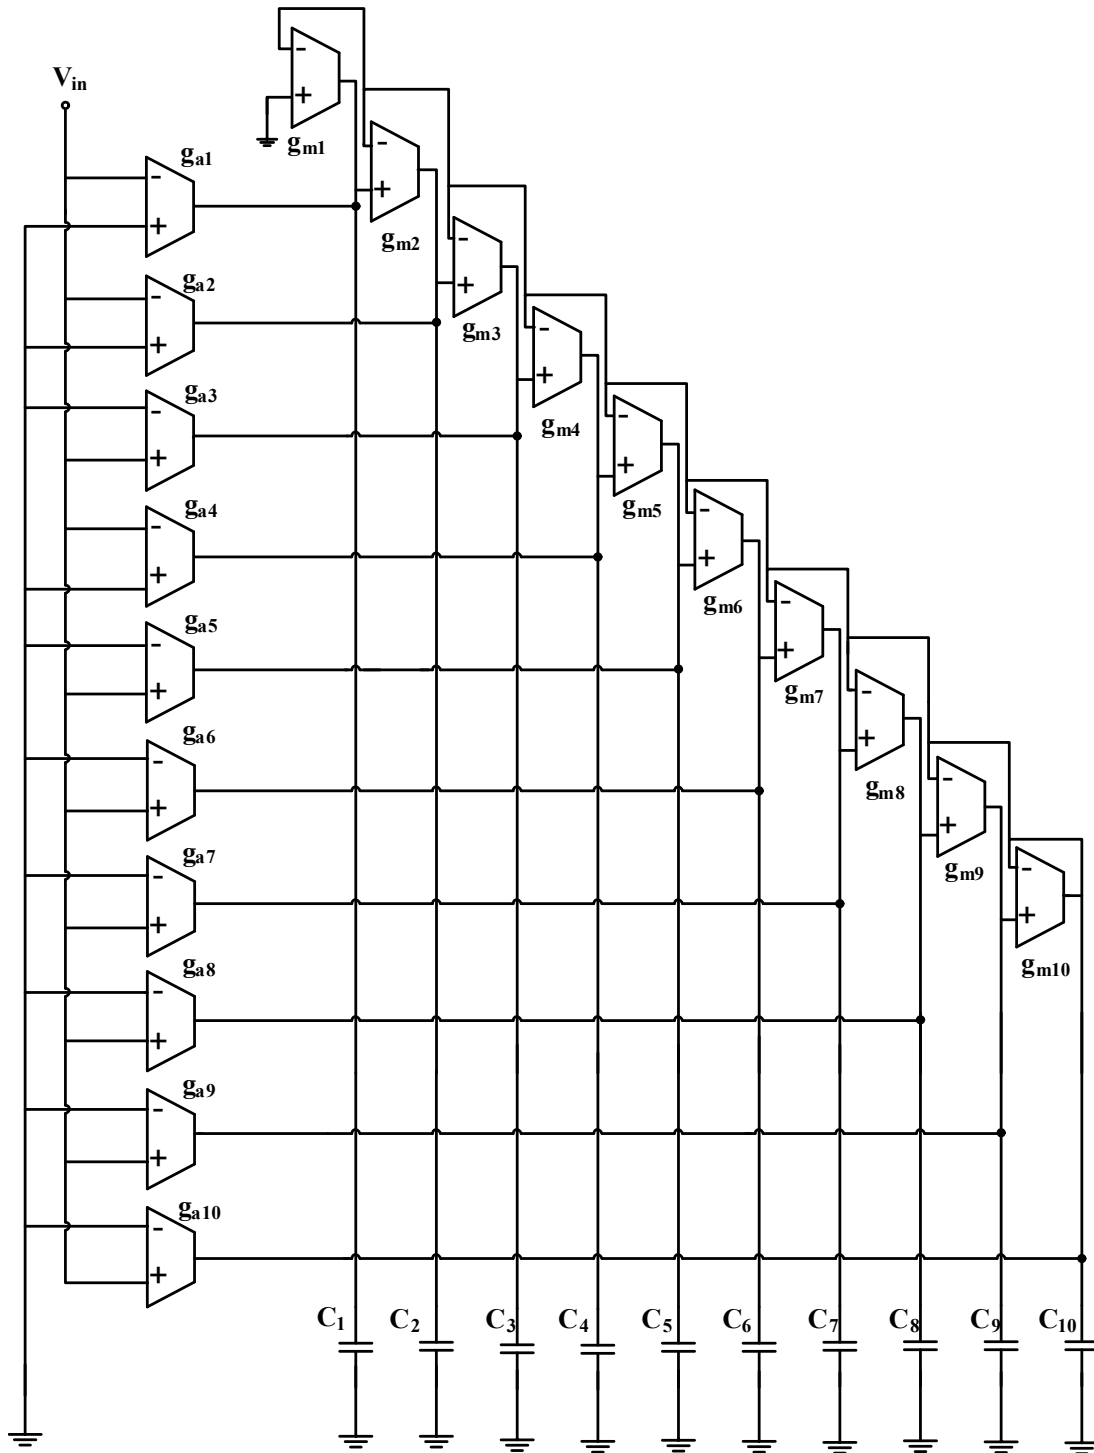 Vin
gm1
- +
ga1
- +
gm2
- +
ga2
- +
gm3
- +
ga3
- +
gm4
- +
ga4
- +
gm5
- +
ga5
- +
gm6
- +
ga6
- +
gm7
- +
ga7
- +
gm8
- +
ga8
- +
gm9
- +
ga9
- +
gm10
- +
ga10
- +
C1 C2 C3 C4 C5 C6 C7 C8 C9 C10